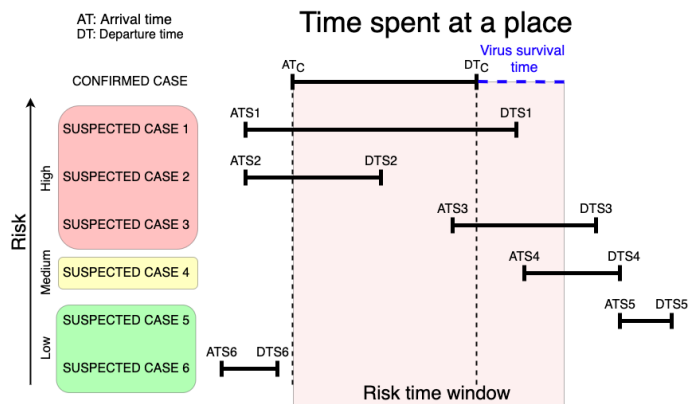 AT: Arrival time
DT: Departure time
Time spent at a place
Virus survival
time
CONFIRMED CASE
ATC
DTC
Risk
High
Medium
Low
SUSPECTED CASE 1
ATS1
DTS1
SUSPECTED CASE 2
ATS2
DTS2
SUSPECTED CASE 3
ATS3
DTS3
SUSPECTED CASE 4
ATS4
DTS4
SUSPECTED CASE 5
ATS5
DTS5
SUSPECTED CASE 6
ATS6
DTS6
Risk time window